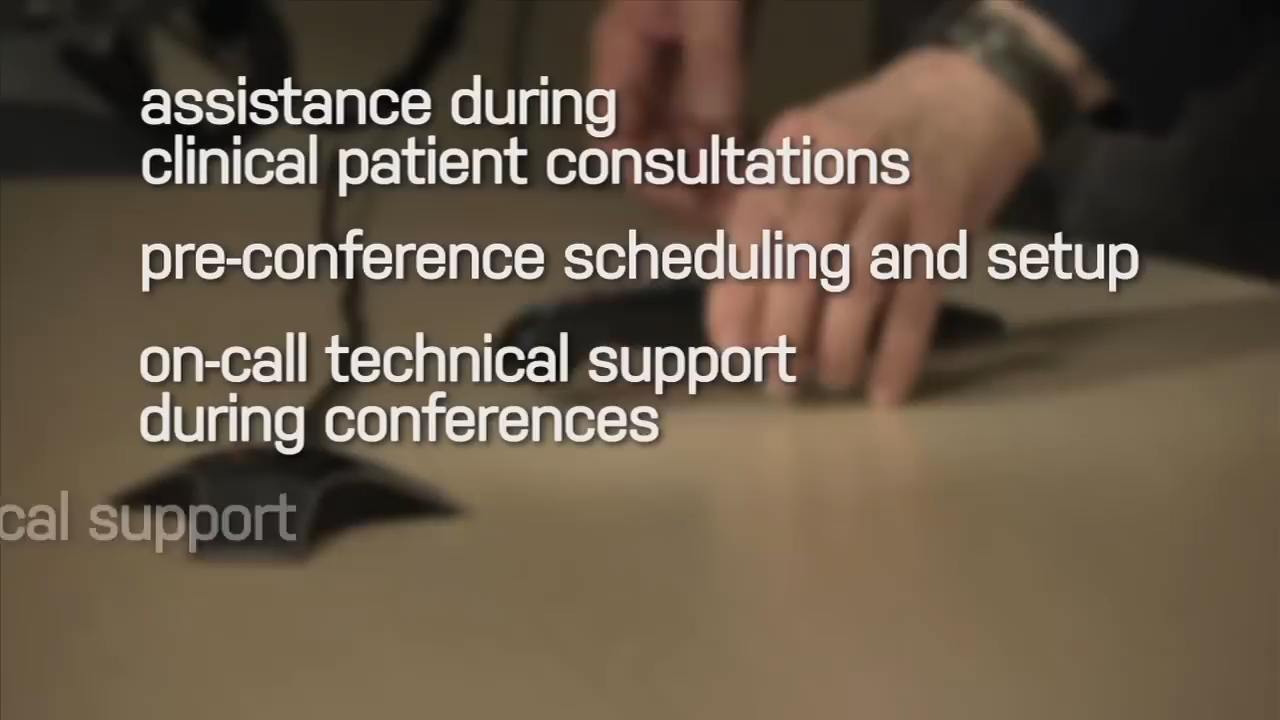 assistance during
clinical patient consultations
pre-conference scheduling and setup
on-call technical support
during conferences
cal support